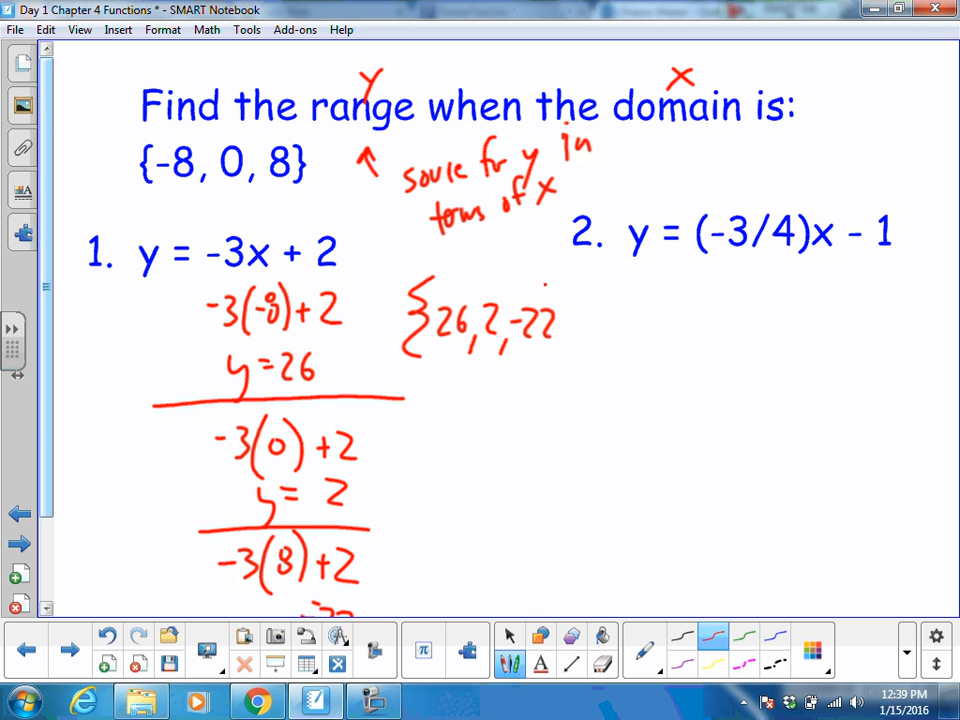 Day 1 Chapter 4 Functions * - SMART Notebook
File Edit View Insert Format Math Tools Add-ons Help
y x
Find the range when the domain is:
{-8, 0, 8}
solve for y in
terms of x
1. y = -3x + 2
2. y = (-3/4)x - 1
-3(-8)+2
{26,2,-22
y=26
-3(0)+2
y= 2
-3(8)+2
π
A
12:39 PM
1/15/2016